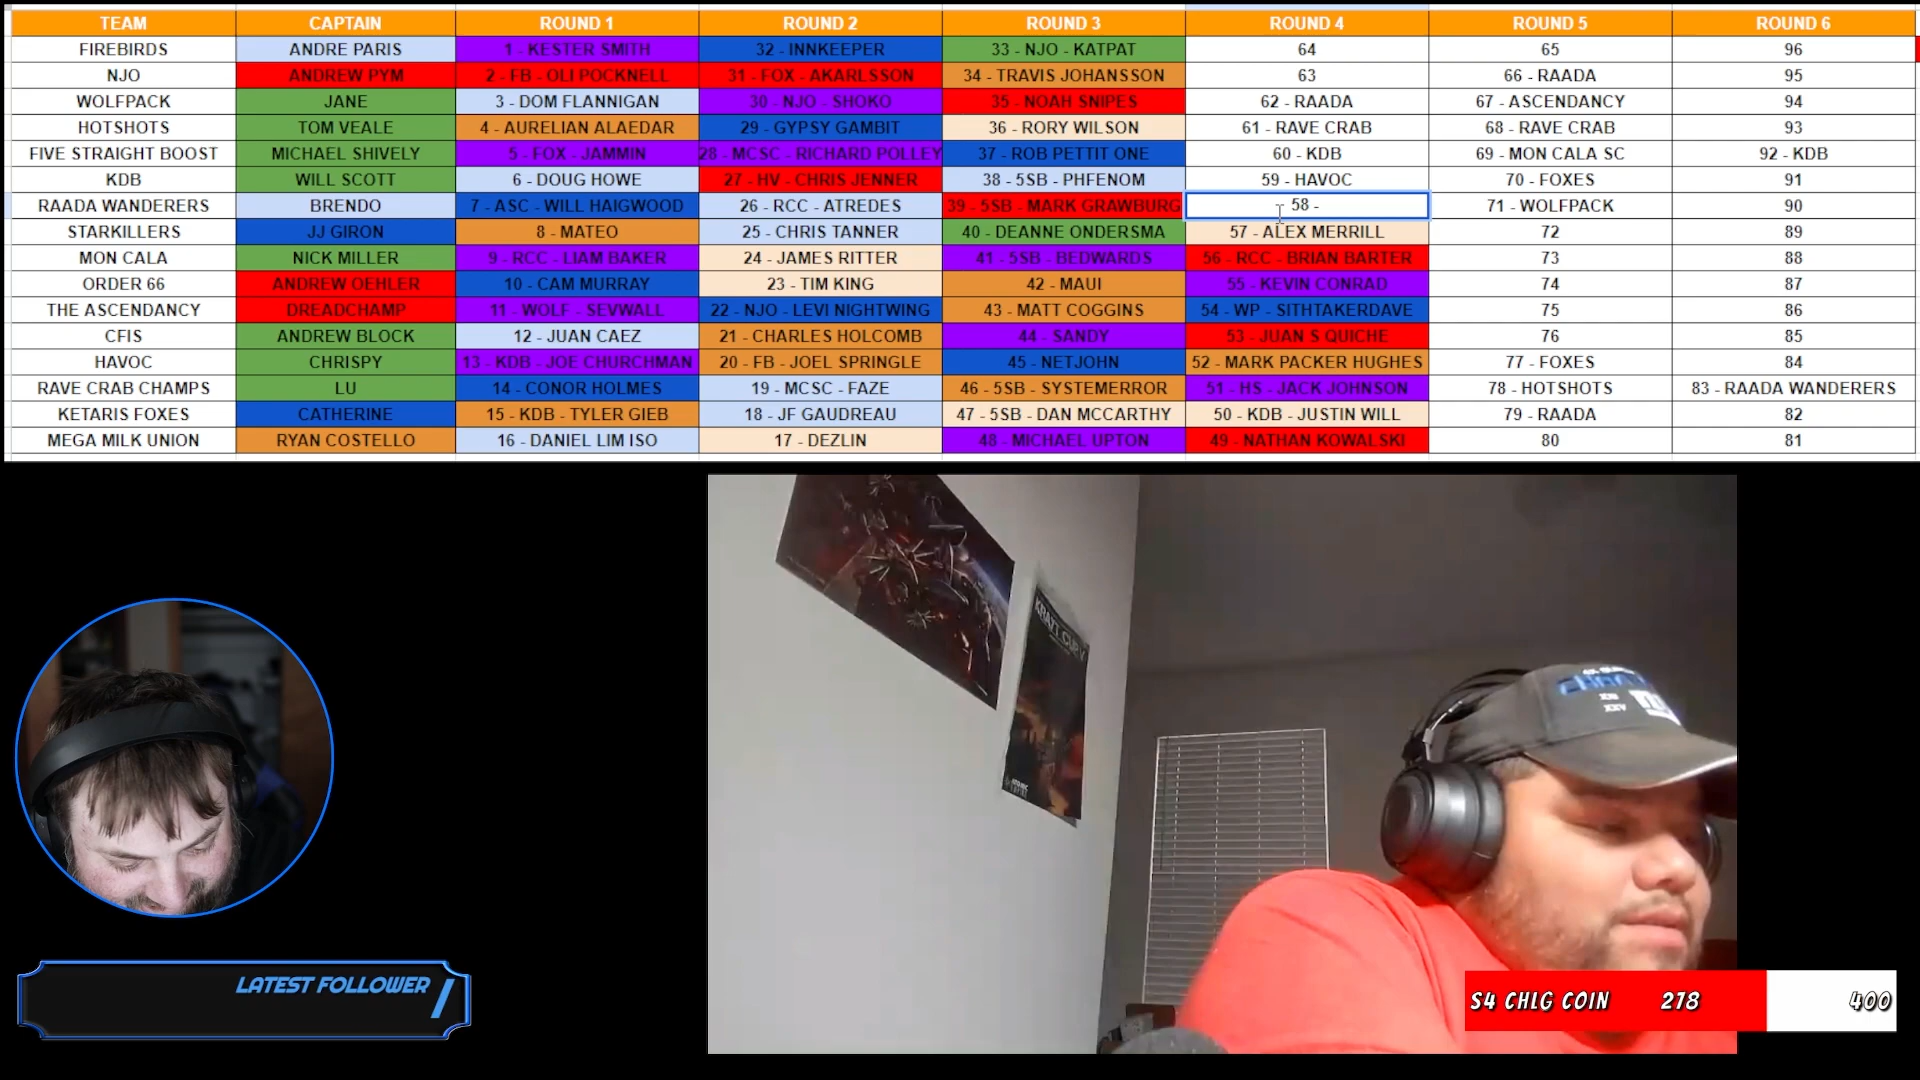 TEAM CAPTAIN ROUND 1 ROUND 2 ROUND 3 ROUND 4 ROUND 5 ROUND 6
FIREBIRDS ANDRE PARIS 1 - KESTER SMITH 32 - INNKEEPER 33 - NJO - KATPAT 64 65 96
NJO ANDREW PYM 2 - FB - OLI POCKNELL 31 - FOX - AKARLSSON 34 - TRAVIS JOHANSSON 63 66 - RAADA 95
WOLFPACK JANE 3 - DOM FLANNIGAN 30 - NJO - SHOKO 35 - NOAH SNIPES 62 - RAADA 67 - ASCENDANCY 94
HOTSHOTS TOM VEALE 4 - AURELIAN ALAEDAR 29 - GYPSY GAMBIT 36 - RORY WILSON 61 - RAVE CRAB 68 - RAVE CRAB 93
FIVE STRAIGHT BOOST MICHAEL SHIVELY 5 - FOX - JAMMIN 28 - MCSC - RICHARD POLLEY 37 - ROB PETTIT ONE 60 - KDB 69 - MON CALA SC 92 - KDB
KDB WILL SCOTT 6 - DOUG HOWE 27 - HV - CHRIS JENNER 38 - 5SB - PHFENOM 59 - HAVOC 70 - FOXES 91
RAADA WANDERERS BRENDO 7 - ASC - WILL HAIGWOOD 26 - RCC - ATREDES 39 - 5SB - MARK GRAWBURG 58 - 71 - WOLFPACK 90
STARKILLERS JJ GIRON 8 - MATEO 25 - CHRIS TANNER 40 - DEANNE ONDERSMA 57 - ALEX MERRILL 72 89
MON CALA NICK MILLER 9 - RCC - LIAM BAKER 24 - JAMES RITTER 41 - 5SB - BEDWARDS 56 - RCC - BRIAN BARTER 73 88
ORDER 66 ANDREW OEHLER 10 - CAM MURRAY 23 - TIM KING 42 - MAUI 55 - KEVIN CONRAD 74 87
THE ASCENDANCY DREADCHAMP 11 - WOLF - SEVWALL 22 - NJO - LEVI NIGHTWING 43 - MATT COGGINS 54 - WP - SITHTAKERDAVE 75 86
CFIS ANDREW BLOCK 12 - JUAN CAEZ 21 - CHARLES HOLCOMB 44 - SANDY 53 - JUAN S QUICHE 76 85
HAVOC CHRISPY 13 - KDB - JOE CHURCHMAN 20 - FB - JOEL SPRINGLE 45 - NETJOHN 52 - MARK PACKER HUGHES 77 - FOXES 84
RAVE CRAB CHAMPS LU 14 - CONOR HOLMES 19 - MCSC - FAZE 46 - 5SB - SYSTEMERROR 51 - HS - JACK JOHNSON 78 - HOTSHOTS 83 - RAADA WANDERERS
KETARIS FOXES CATHERINE 15 - KDB - TYLER GIEB 18 - JF GAUDREAU 47 - 5SB - DAN MCCARTHY 50 - KDB - JUSTIN WILL 79 - RAADA 82
MEGA MILK UNION RYAN COSTELLO 16 - DANIEL LIM ISO 17 - DEZLIN 48 - MICHAEL UPTON 49 - NATHAN KOWALSKI 80 81
KRAYT CUP V
XXV
LATEST FOLLOWER
S4 CHLG COIN 278 400